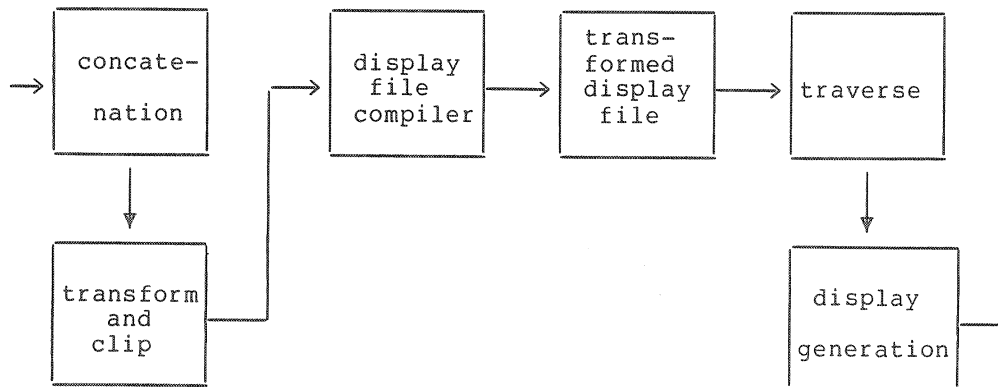 concate-
nation
transform
and
clip
display
file
compiler
trans-
formed
display
file
traverse
display
generation